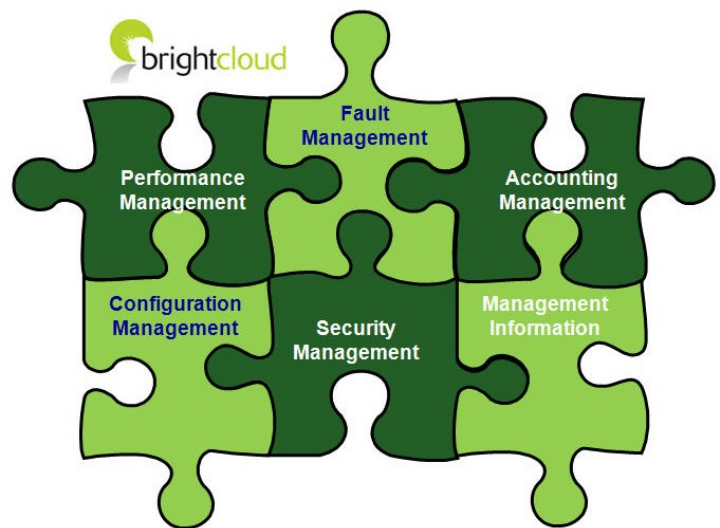 brightcloud
Fault
Management
Performance
Management
Accounting
Management
Configuration
Management
Security
Management
Management
Information